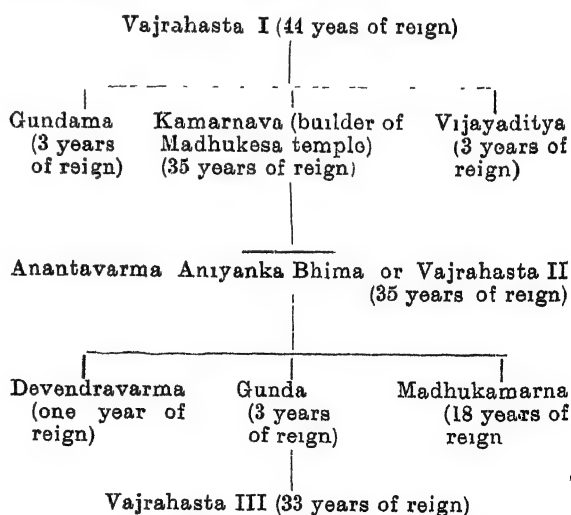 Vajrahasta I (44 yeas of reign)
Gundama Kamarnava (builder of Vijayaditya
(3 years Madhukesa temple) (3 years of
of reign) (35 years of reign) reign)
Anantavarma Aniyanka Bhima or Vajrahasta II
(35 years of reign)
Devendravarma Gunda Madhukamarna
(one year of (3 years (18 years of
reign) of reign) reign
Vajrahasta III (33 years of reign)